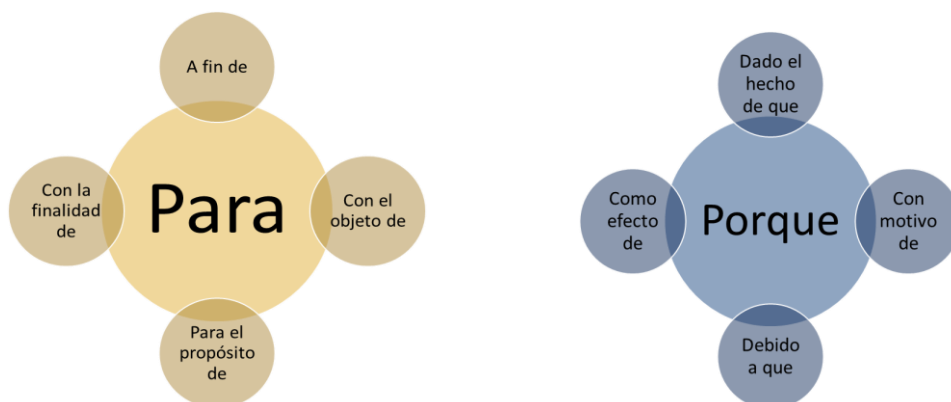 A fin de
Con la
finalidad
de
Para
Con el
objeto de
Para el
propósito
de
Dado el
hecho
de que
Como
efecto
de
Porque
Con
motivo
de
Debido
a que